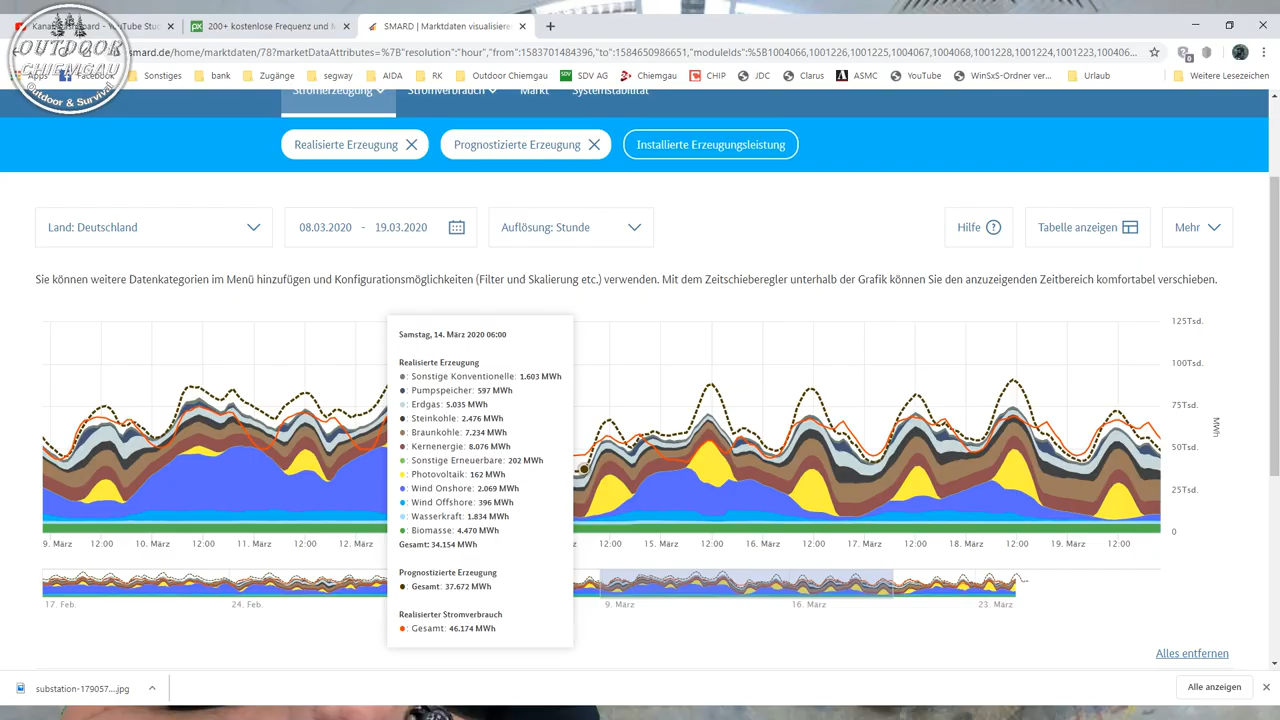 Kana
board - YouTube Stud
200+ kostenlose Frequenz und M
SMARD | Marktdaten visualisieren
OUTDOOR
CHIEMGAU
Outdoor & Survival
smard.de/home/marktdaten/78?marketDataAttributes=%7B"resolution":"hour","from":1583701484396,"to":1584650986651,"moduleIds":%5B1004066,1001226,1001225,1004067,1004068,1001228,1001224,1001223,1004066...
Apps
Facebook
Sonstiges
bank
Zugänge
segway
AIDA
RK
Outdoor Chiemgau
SDV AG
Chiemgau
CHIP
JDC
Clarus
ASMC
YouTube
WinSxS-Ordner ver...
Urlaub
Weitere Lesezeichen
Stromerzeugung
Stromverbrauch
Markt
Systemstabilität
Realisierte Erzeugung
Prognostizierte Erzeugung
Installierte Erzeugungsleistung
Land: Deutschland
08.03.2020 - 19.03.2020
Auflösung: Stunde
Hilfe ?
Tabelle anzeigen
Mehr
Sie können weitere Datenkategorien im Menü hinzufügen und Konfigurationsmöglichkeiten (Filter und Skalierung etc.) verwenden. Mit dem Zeitschieberegler unterhalb der Grafik können Sie den anzuzeigenden Zeitbereich komfortabel verschieben.
125Tsd.
100Tsd.
75Tsd.
50Tsd.
25Tsd.
0
MWh
Samstag, 14. März 2020 06:00
Realisierte Erzeugung
: Sonstige Konventionelle: 1.603 MWh
: Pumpspeicher: 597 MWh
: Erdgas: 5.035 MWh
: Steinkohle: 2.476 MWh
: Braunkohle: 7.234 MWh
: Kernenergie: 8.076 MWh
: Sonstige Erneuerbare: 202 MWh
: Photovoltaik: 162 MWh
: Wind Onshore: 2.069 MWh
: Wind Offshore: 396 MWh
: Wasserkraft: 1.834 MWh
: Biomasse: 4.470 MWh
Gesamt: 34.154 MWh
Prognostizierte Erzeugung
: Gesamt: 37.672 MWh
Realisierter Stromverbrauch
: Gesamt: 46.174 MWh
9. März 12:00 10. März 12:00 11. März 12:00 12. März 12:00 15. März 12:00 16. März 12:00 17. März 12:00 18. März 12:00 19. März 12:00
17. Feb. 24. Feb. 9. März 16. März 23. März
Alles entfernen
substation-179057....jpg
Alle anzeigen